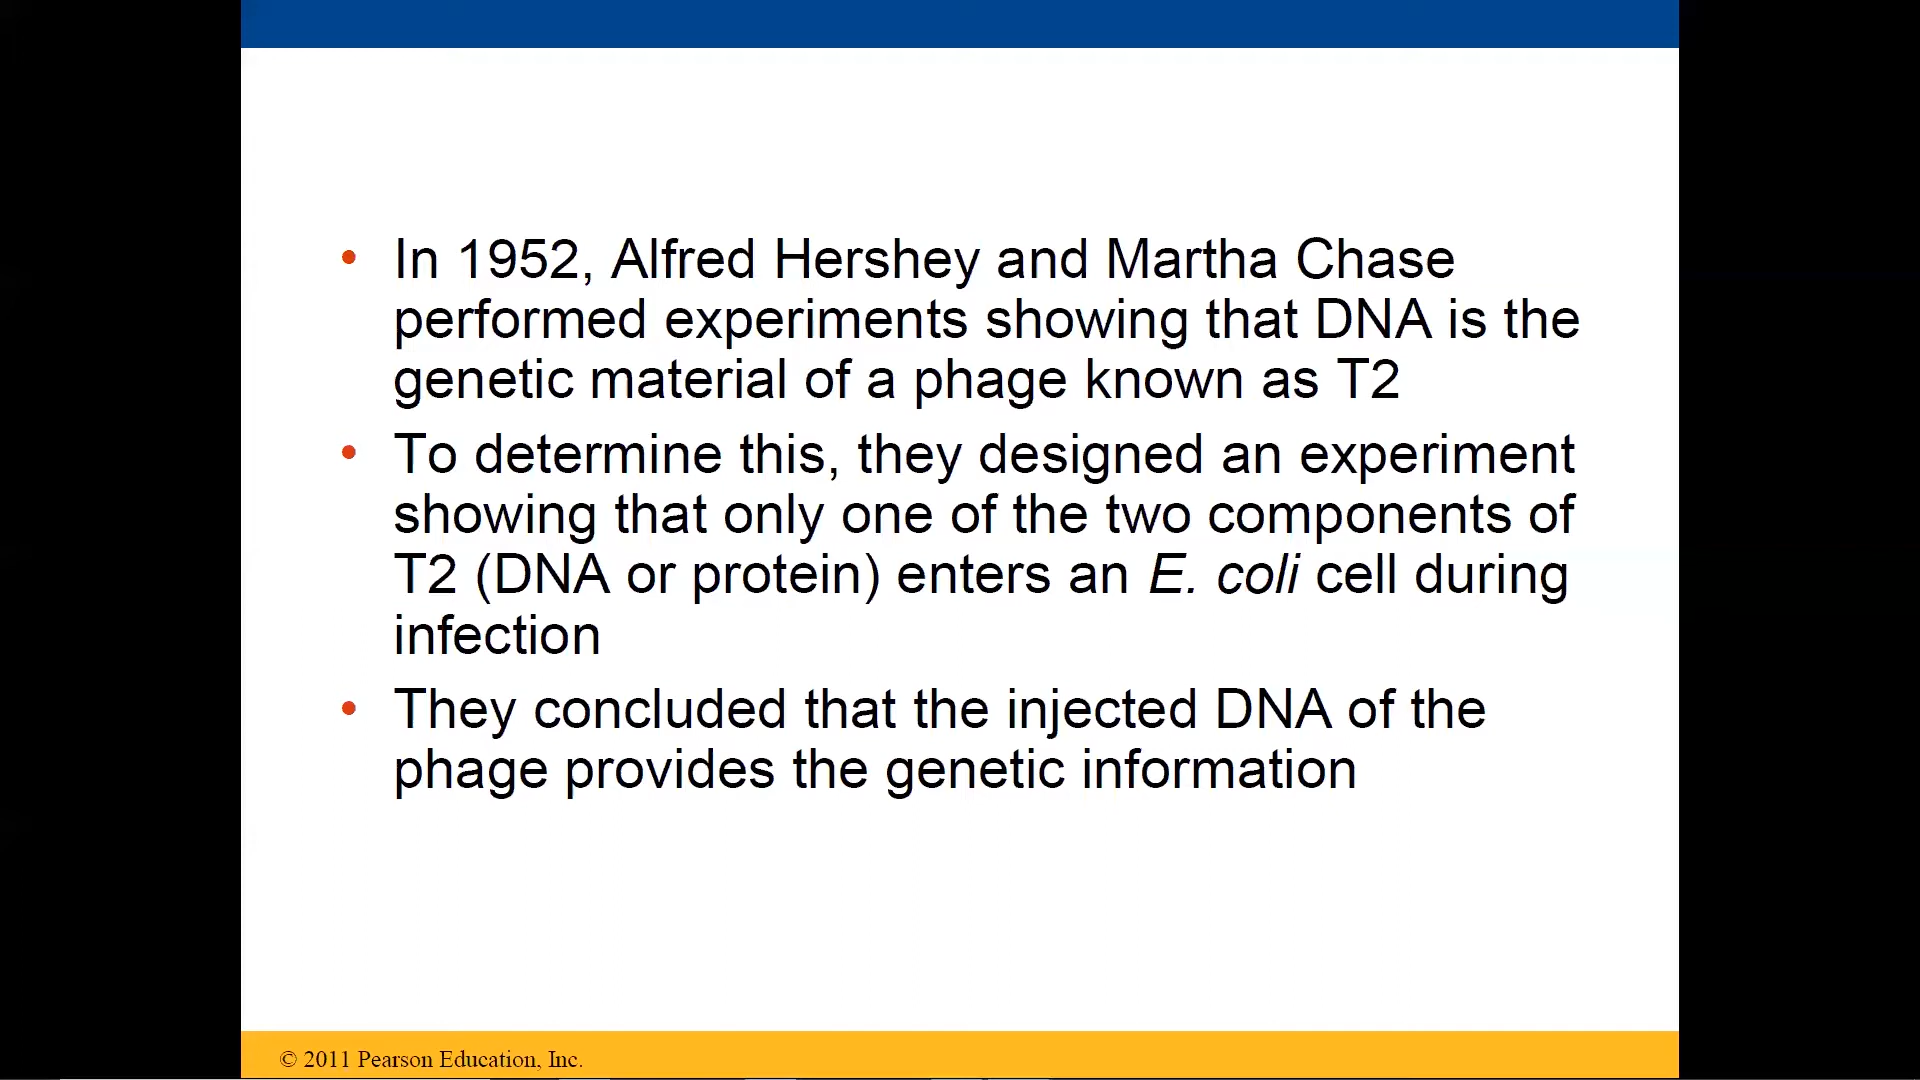 • In 1952, Alfred Hershey and Martha Chase
performed experiments showing that DNA is the
genetic material of a phage known as T2
• To determine this, they designed an experiment
showing that only one of the two components of
T2 (DNA or protein) enters an E. coli cell during
infection
• They concluded that the injected DNA of the
phage provides the genetic information
© 2011 Pearson Education, Inc.